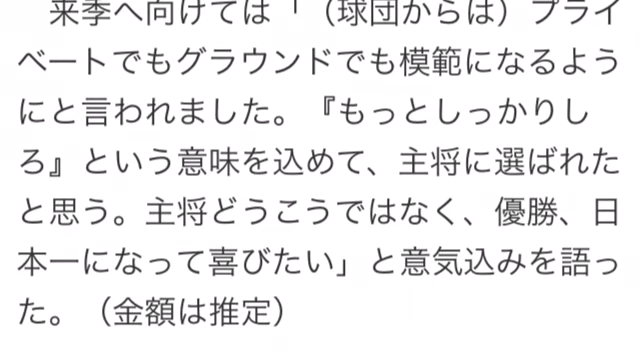 来季へ向けては「（球団からは）プライ
ベートでもグラウンドでも模範になるよう
にと言われました。『もっとしっかりし
ろ』という意味を込めて、主将に選ばれた
と思う。主将どうこうではなく、優勝、日
本一になって喜びたい」と意気込みを語っ
た。（金額は推定）